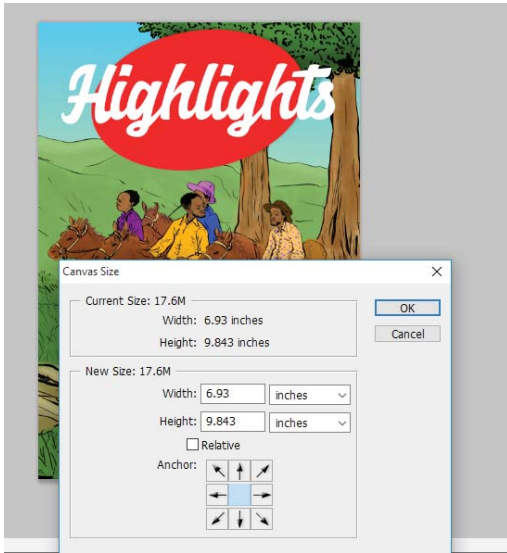 Highlights
Canvas Size
Current Size: 17.6M
Width: 6.93 inches
Height: 9.843 inches
OK
Cancel
New Size: 17.6M
Width: 6.93 inches
Height: 9.843 inches
Relative
Anchor: